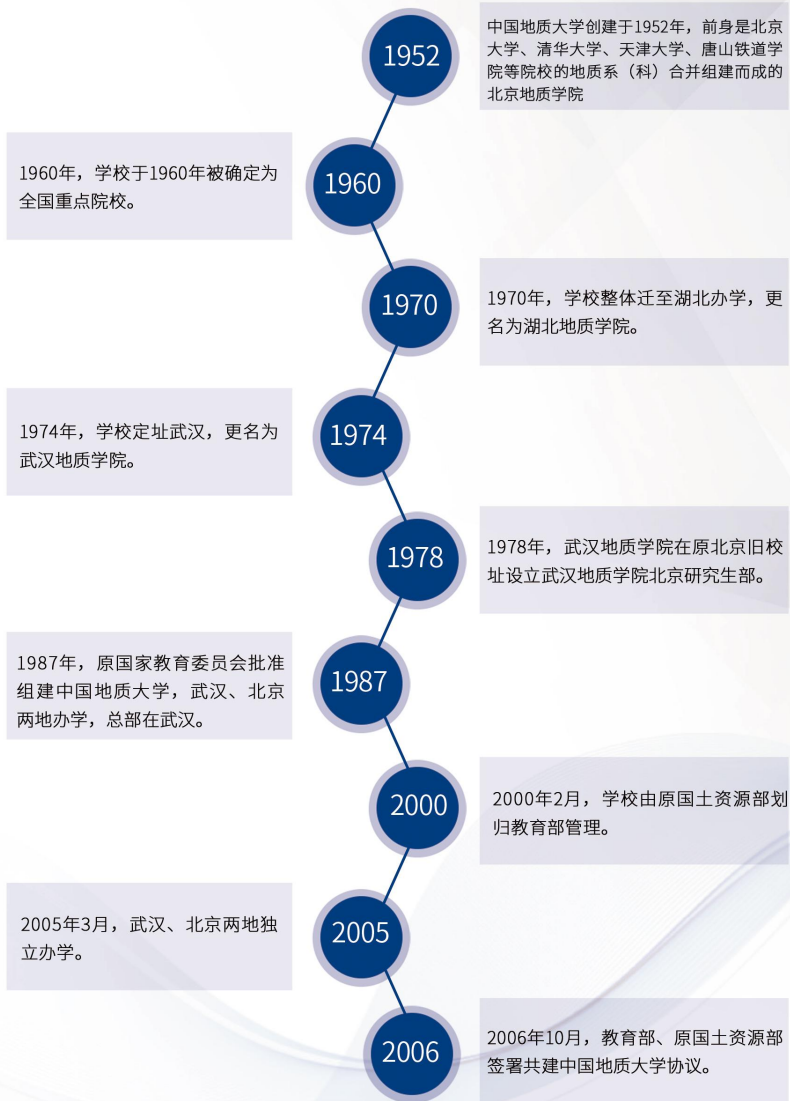 1952
中国地质大学创建于1952年，前身是北京
大学、清华大学、天津大学、唐山铁道学
院等院校的地质系（科）合并组建而成的
北京地质学院
1960年，学校于1960年被确定为
全国重点院校。
1960
1970
1970年，学校整体迁至湖北办学，更
名为湖北地质学院。
1974年，学校定址武汉，更名为
武汉地质学院。
1974
1978
1978年，武汉地质学院在原北京旧校
址设立武汉地质学院北京研究生部。
1987年，原国家教育委员会批准
组建中国地质大学，武汉、北京
两地办学，总部在武汉。
1987
2000
2000年2月，学校由原国土资源部划
归教育部管理。
2005年3月，武汉、北京两地独
立办学。
2005
2006
2006年10月，教育部、原国土资源部
签署共建中国地质大学协议。